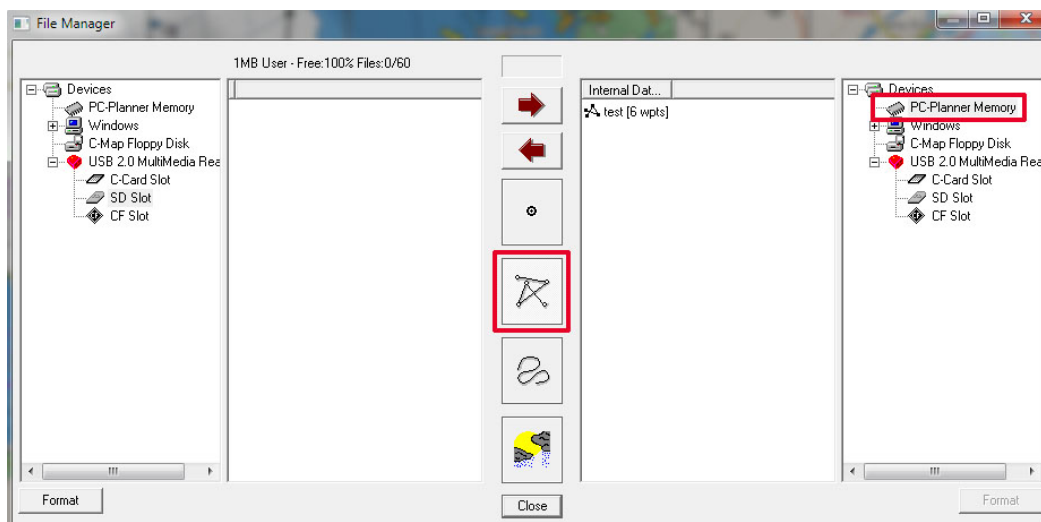 File Manager
1MB User - Free:100% Files:0/60
Devices
PC-Planner Memory
Windows
C-Map Floppy Disk
USB 2.0 MultiMedia Rea
C-Card Slot
SD Slot
CF Slot
Format
Close
Internal Dat...
test [6 wpts]
Devices
PC-Planner Memory
Windows
C-Map Floppy Disk
USB 2.0 MultiMedia Rea
C-Card Slot
SD Slot
CF Slot
Format